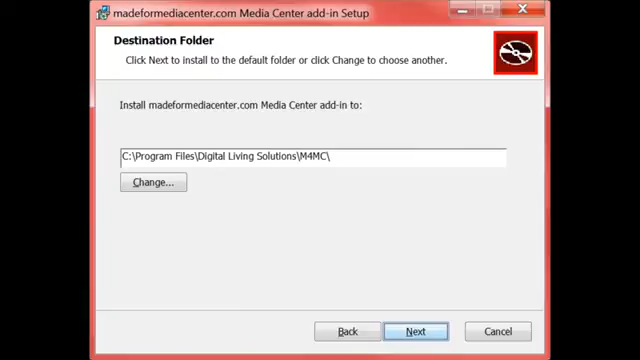 madeformediacenter.com Media Center add-in Setup
Destination Folder
Click Next to install to the default folder or click Change to choose another.
Install madeformediacenter.com Media Center add-in to:
C:\Program Files\Digital Living Solutions\M4MC\
Change...
Back Next Cancel